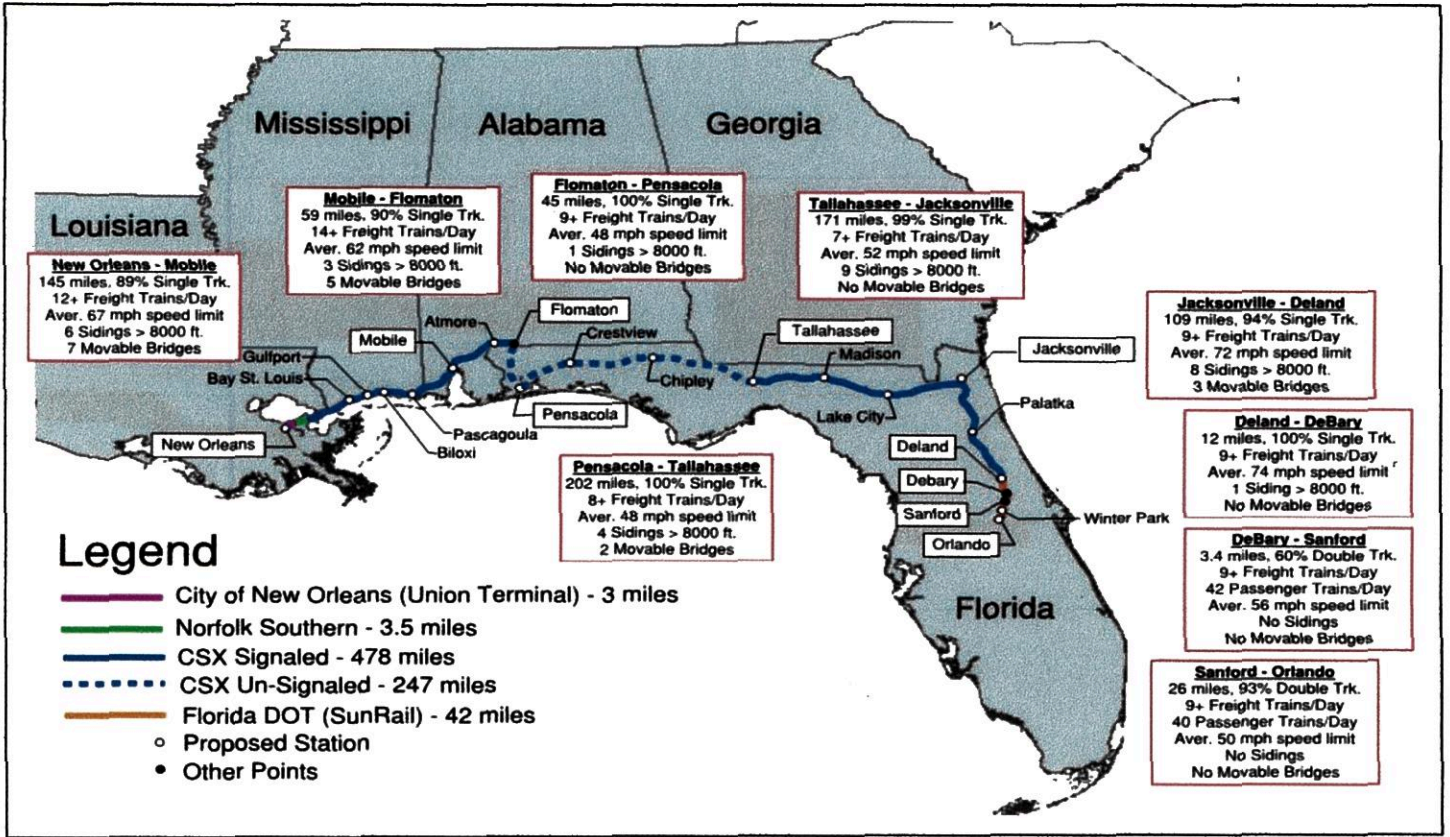 Mississippi
Alabama
Georgia
Louisiana
Florida
New Orleans - Mobile
145 miles, 89% Single Trk.
12+ Freight Trains/Day
Aver. 67 mph speed limit
6 Sidings > 8000 ft.
7 Movable Bridges
Mobile - Flomaton
59 miles, 90% Single Trk.
14+ Freight Trains/Day
Aver. 62 mph speed limit
3 Sidings > 8000 ft.
5 Movable Bridges
Flomaton - Pensacola
45 miles, 100% Single Trk.
9+ Freight Trains/Day
Aver. 48 mph speed limit
1 Sidings > 8000 ft.
No Movable Bridges
Tallahassee - Jacksonville
171 miles, 99% Single Trk.
7+ Freight Trains/Day
Aver. 52 mph speed limit
9 Sidings > 8000 ft.
No Movable Bridges
Jacksonville - Deland
109 miles, 94% Single Trk.
9+ Freight Trains/Day
Aver. 72 mph speed limit
8 Sidings > 8000 ft.
3 Movable Bridges
Deland - DeBary
12 miles, 100% Single Trk.
9+ Freight Trains/Day
Aver. 74 mph speed limit
1 Siding > 8000 ft.
No Movable Bridges
DeBary - Sanford
3.4 miles, 60% Double Trk.
9+ Freight Trains/Day
42 Passenger Trains/Day
Aver. 56 mph speed limit
No Sidings
No Movable Bridges
Sanford - Orlando
26 miles, 93% Double Trk.
9+ Freight Trains/Day
40 Passenger Trains/Day
Aver. 50 mph speed limit
No Sidings
No Movable Bridges
Pensacola - Tallahassee
202 miles, 100% Single Trk.
8+ Freight Trains/Day
Aver. 48 mph speed limit
4 Sidings > 8000 ft.
2 Movable Bridges
New Orleans
Bay St. Louis
Gulfport
Biloxi
Pascagoula
Mobile
Atmore
Flomaton
Pensacola
Crestview
Chipley
Tallahassee
Madison
Lake City
Jacksonville
Palatka
Deland
Debary
Sanford
Winter Park
Orlando
Legend
City of New Orleans (Union Terminal) - 3 miles
Norfolk Southern - 3.5 miles
CSX Signaled - 478 miles
CSX Un-Signaled - 247 miles
Florida DOT (SunRail) - 42 miles
Proposed Station
Other Points